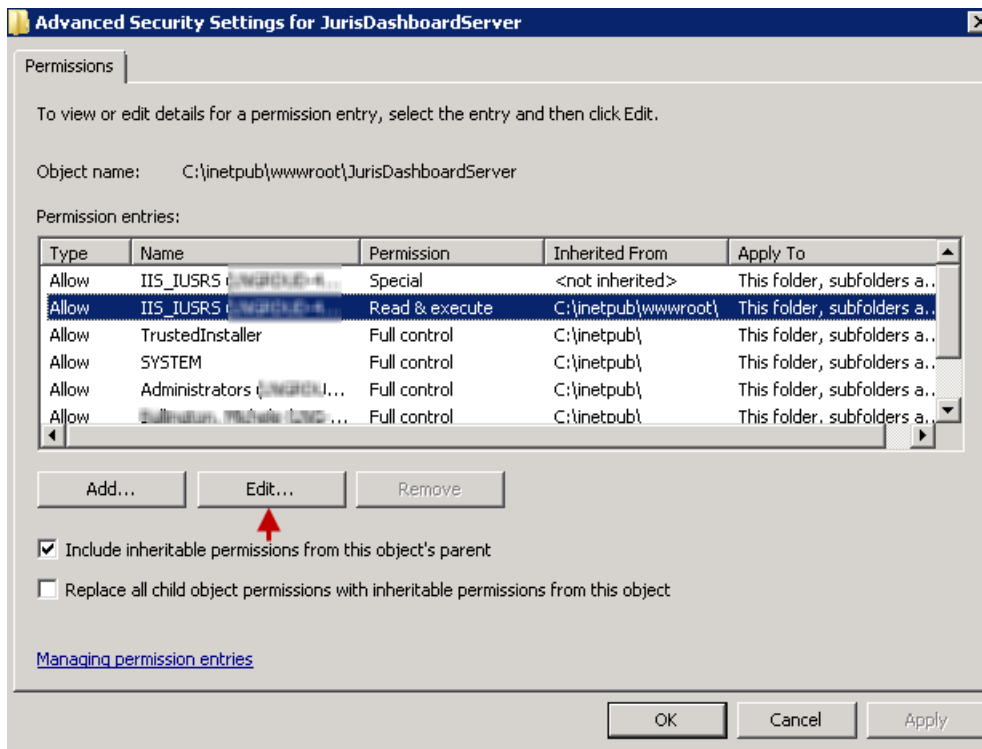 Advanced Security Settings for JurisDashboardServer
Permissions
To view or edit details for a permission entry, select the entry and then click Edit.
Object name: C:\inetpub\wwwroot\JurisDashboardServer
Permission entries:
Type Name Permission Inherited From Apply To
Allow IIS_IUSRS ( Special <not inherited> This folder, subfolders a...
Allow IIS_IUSRS ( Read & execute C:\inetpub\wwwroot\ This folder, subfolders a...
Allow TrustedInstaller Full control C:\inetpub\ This folder, subfolders a...
Allow SYSTEM Full control C:\inetpub\ This folder, subfolders a...
Allow Administrators ( ... Full control C:\inetpub\ This folder, subfolders a...
Allow ... Full control C:\inetpub\ This folder, subfolders a...
Add... Edit... Remove
Include inheritable permissions from this object's parent
Replace all child object permissions with inheritable permissions from this object
Managing permission entries
OK Cancel Apply